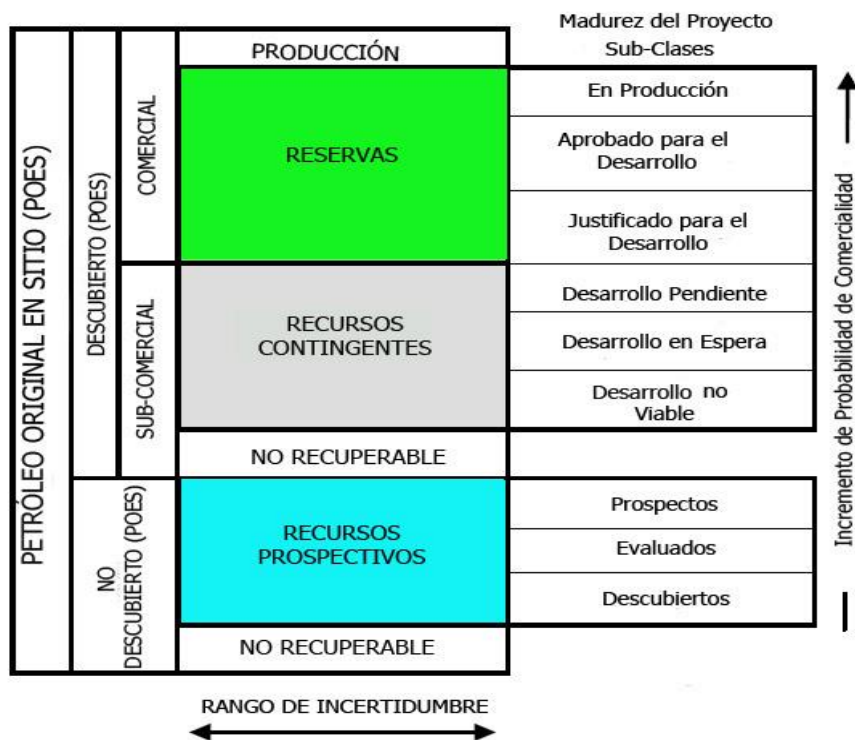 Madurez del Proyecto
Sub-Clases
PETRÓLEO ORIGINAL EN SITIO (POES)
DESCUBIERTO (POES)
COMERCIAL
PRODUCCIÓN
RESERVAS
En Producción
Aprobado para el
Desarrollo
Justificado para el
Desarrollo
SUB-COMERCIAL
RECURSOS
CONTINGENTES
Desarrollo Pendiente
Desarrollo en Espera
Desarrollo no
Viable
NO RECUPERABLE
NO
DESCUBIERTO (POES)
RECURSOS
PROSPECTIVOS
Prospectos
Evaluados
Descubiertos
NO RECUPERABLE
Incremento de Probabilidad de Comercialidad
RANGO DE INCERTIDUMBRE